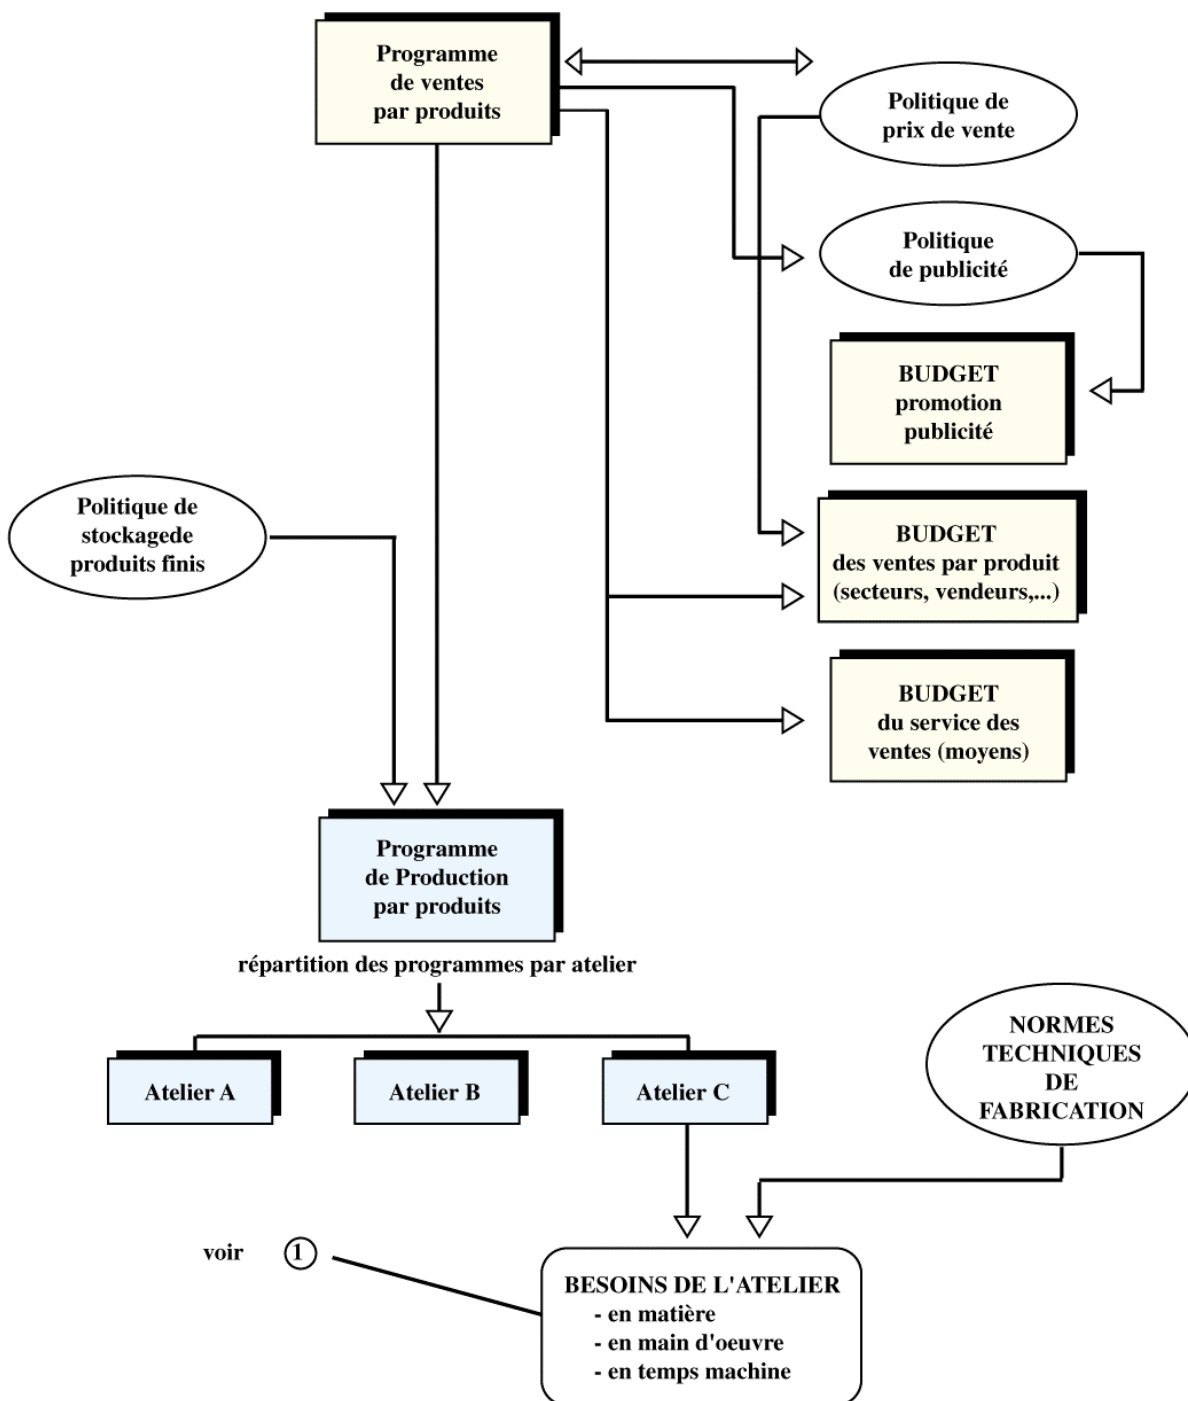 Programme
de ventes
par produits
Politique de
prix de vente
Politique
de publicité
BUDGET
promotion
publicité
Politique de
stockagede
produits finis
BUDGET
des ventes par produit
(secteurs, vendeurs,...)
BUDGET
du service des
ventes (moyens)
Programme
de Production
par produits
répartition des programmes par atelier
Atelier A
Atelier B
Atelier C
NORMES
TECHNIQUES
DE
FABRICATION
voir 1
BESOINS DE L'ATELIER
- en matière
- en main d'oeuvre
- en temps machine